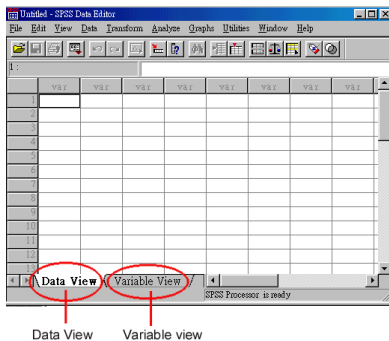 Untitled - SPSS Data Editor
File Edit View Data Transform Analyze Graphs Utilities Window Help
1 :
var var var var var var var var
1
2
3
4
5
6
7
8
9
10
11
12
13
Data View Variable View
SPSS Processor is ready
Data View Variable view